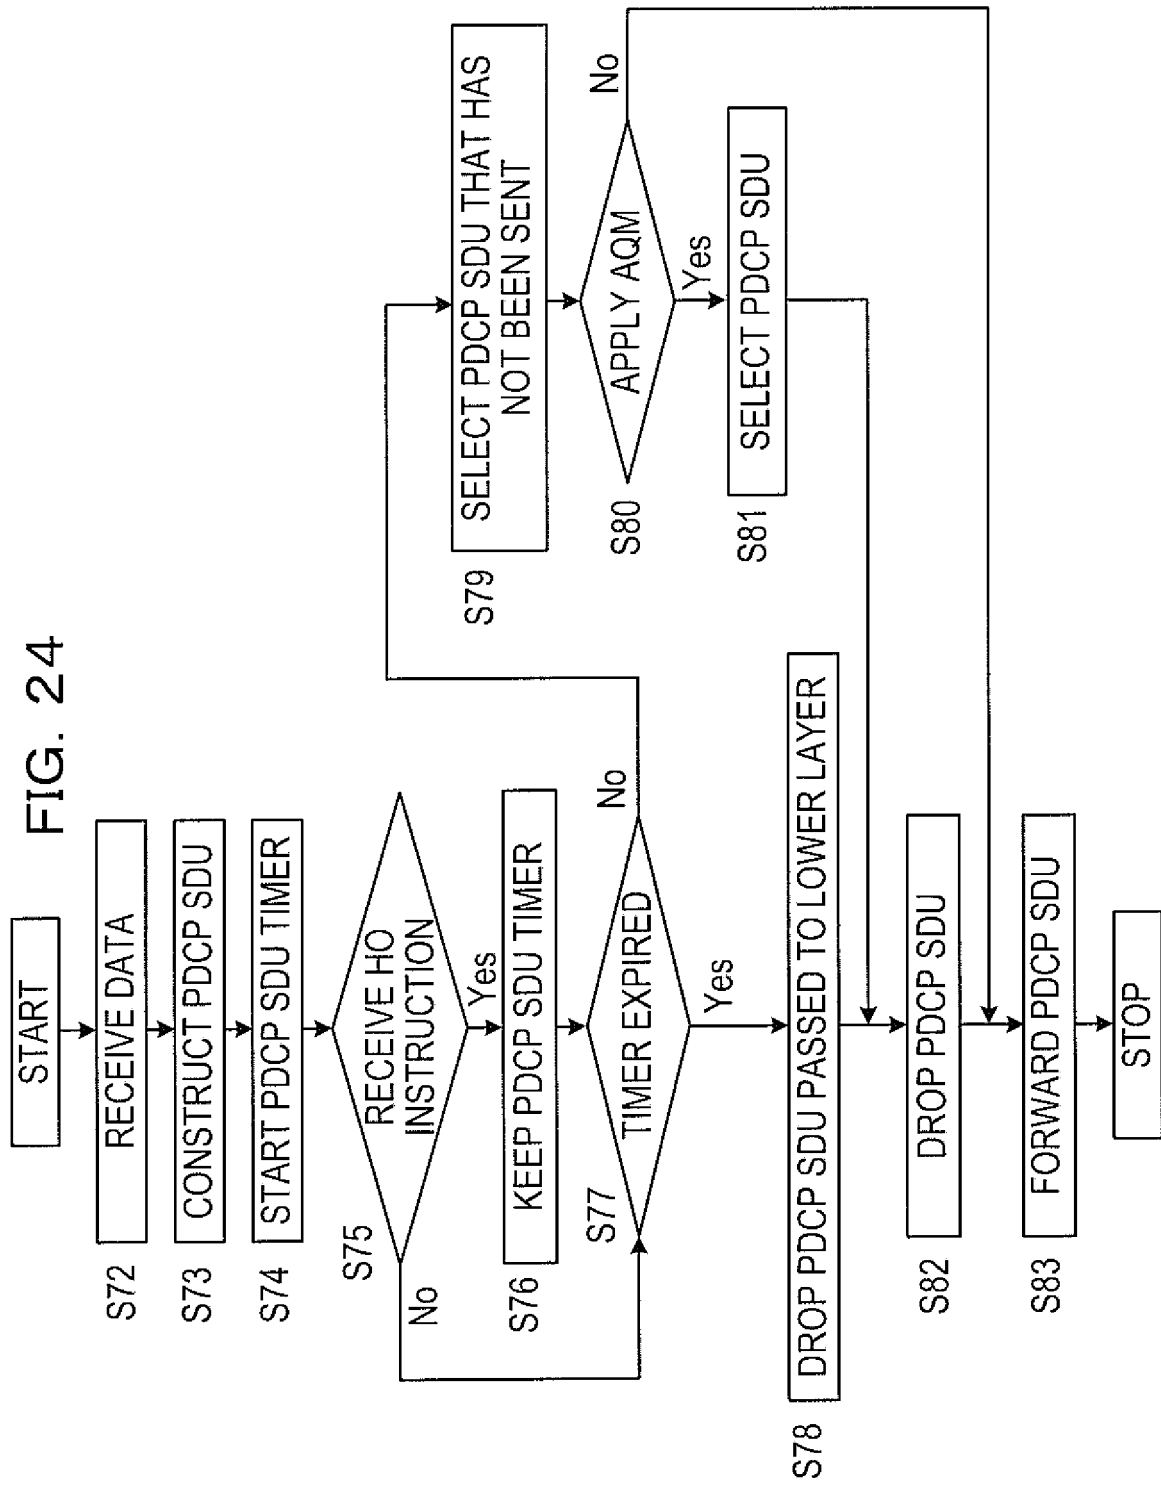 FIG. 24
START
S72
RECEIVE DATA
S73
CONSTRUCT PDCP SDU
S74
START PDCP SDU TIMER
S75
RECEIVE HO
INSTRUCTION
No
Yes
S76
KEEP PDCP SDU TIMER
S77
TIMER EXPIRED
No
Yes
S78
DROP PDCP SDU PASSED TO LOWER LAYER
S79
SELECT PDCP SDU THAT HAS
NOT BEEN SENT
S80
APPLY AQM
No
Yes
S81
SELECT PDCP SDU
S82
DROP PDCP SDU
S83
FORWARD PDCP SDU
STOP